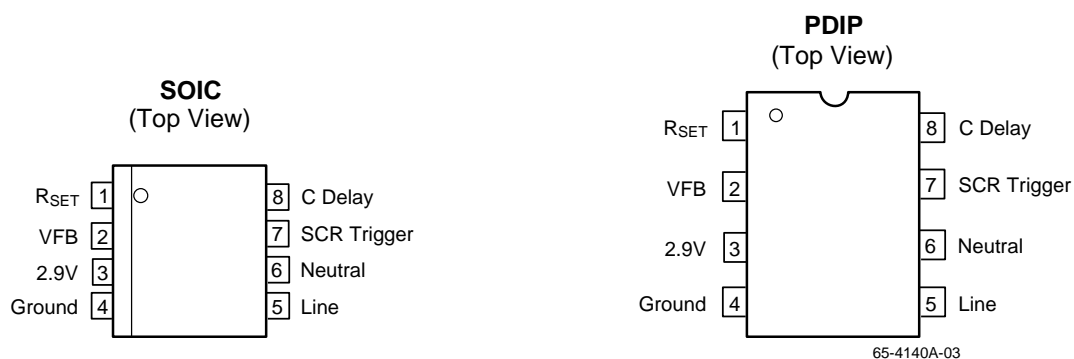 SOIC
(Top View)
RSET 1
VFB 2
2.9V 3
Ground 4
8 C Delay
7 SCR Trigger
6 Neutral
5 Line
PDIP
(Top View)
RSET 1
VFB 2
2.9V 3
Ground 4
8 C Delay
7 SCR Trigger
6 Neutral
5 Line
65-4140A-03